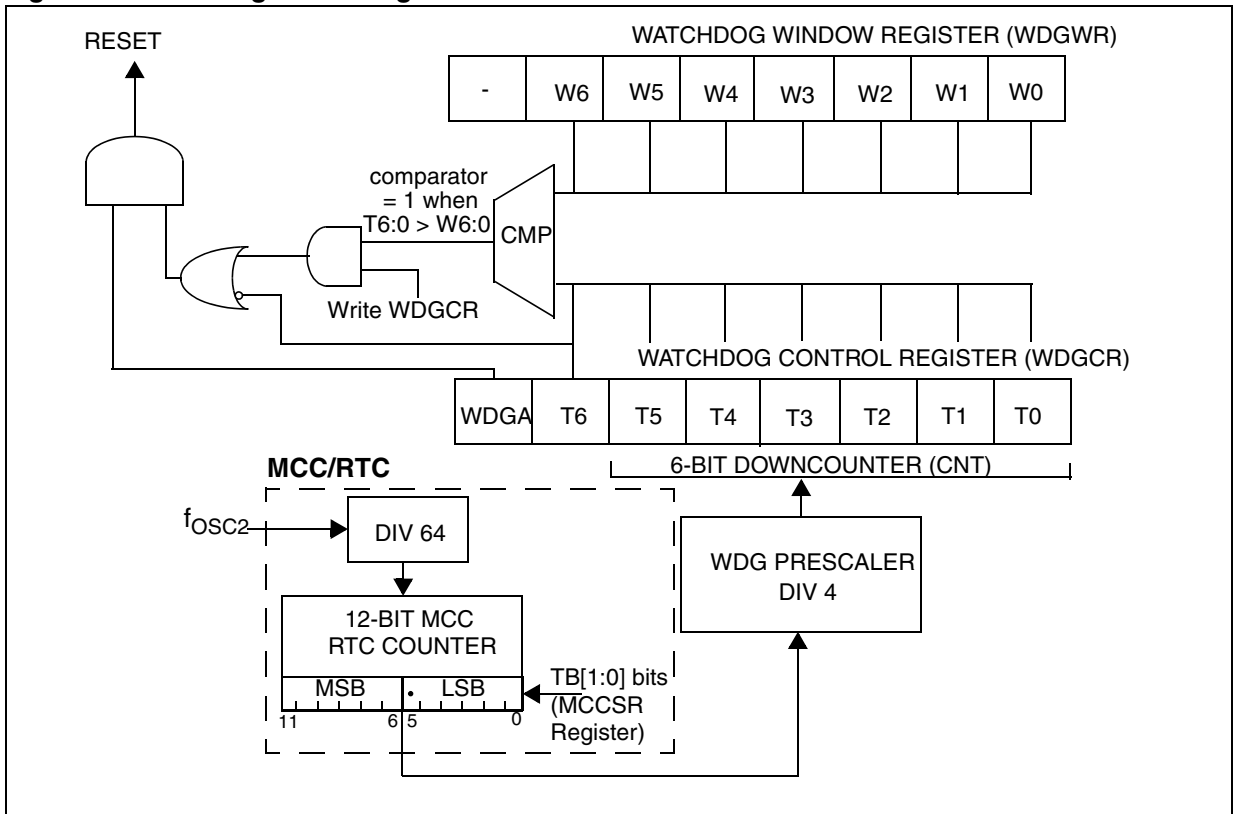 RESET
WATCHDOG WINDOW REGISTER (WDGWR)
- W6 W5 W4 W3 W2 W1 W0
comparator
= 1 when
T6:0 > W6:0
CMP
Write WDGCR
WATCHDOG CONTROL REGISTER (WDGCR)
WDGA T6 T5 T4 T3 T2 T1 T0
6-BIT DOWNCOUNTER (CNT)
MCC/RTC
fOSC2
DIV 64
WDG PRESCALER
DIV 4
12-BIT MCC
RTC COUNTER
MSB LSB
11 6 5 0
TB[1:0] bits
(MCCSR
Register)